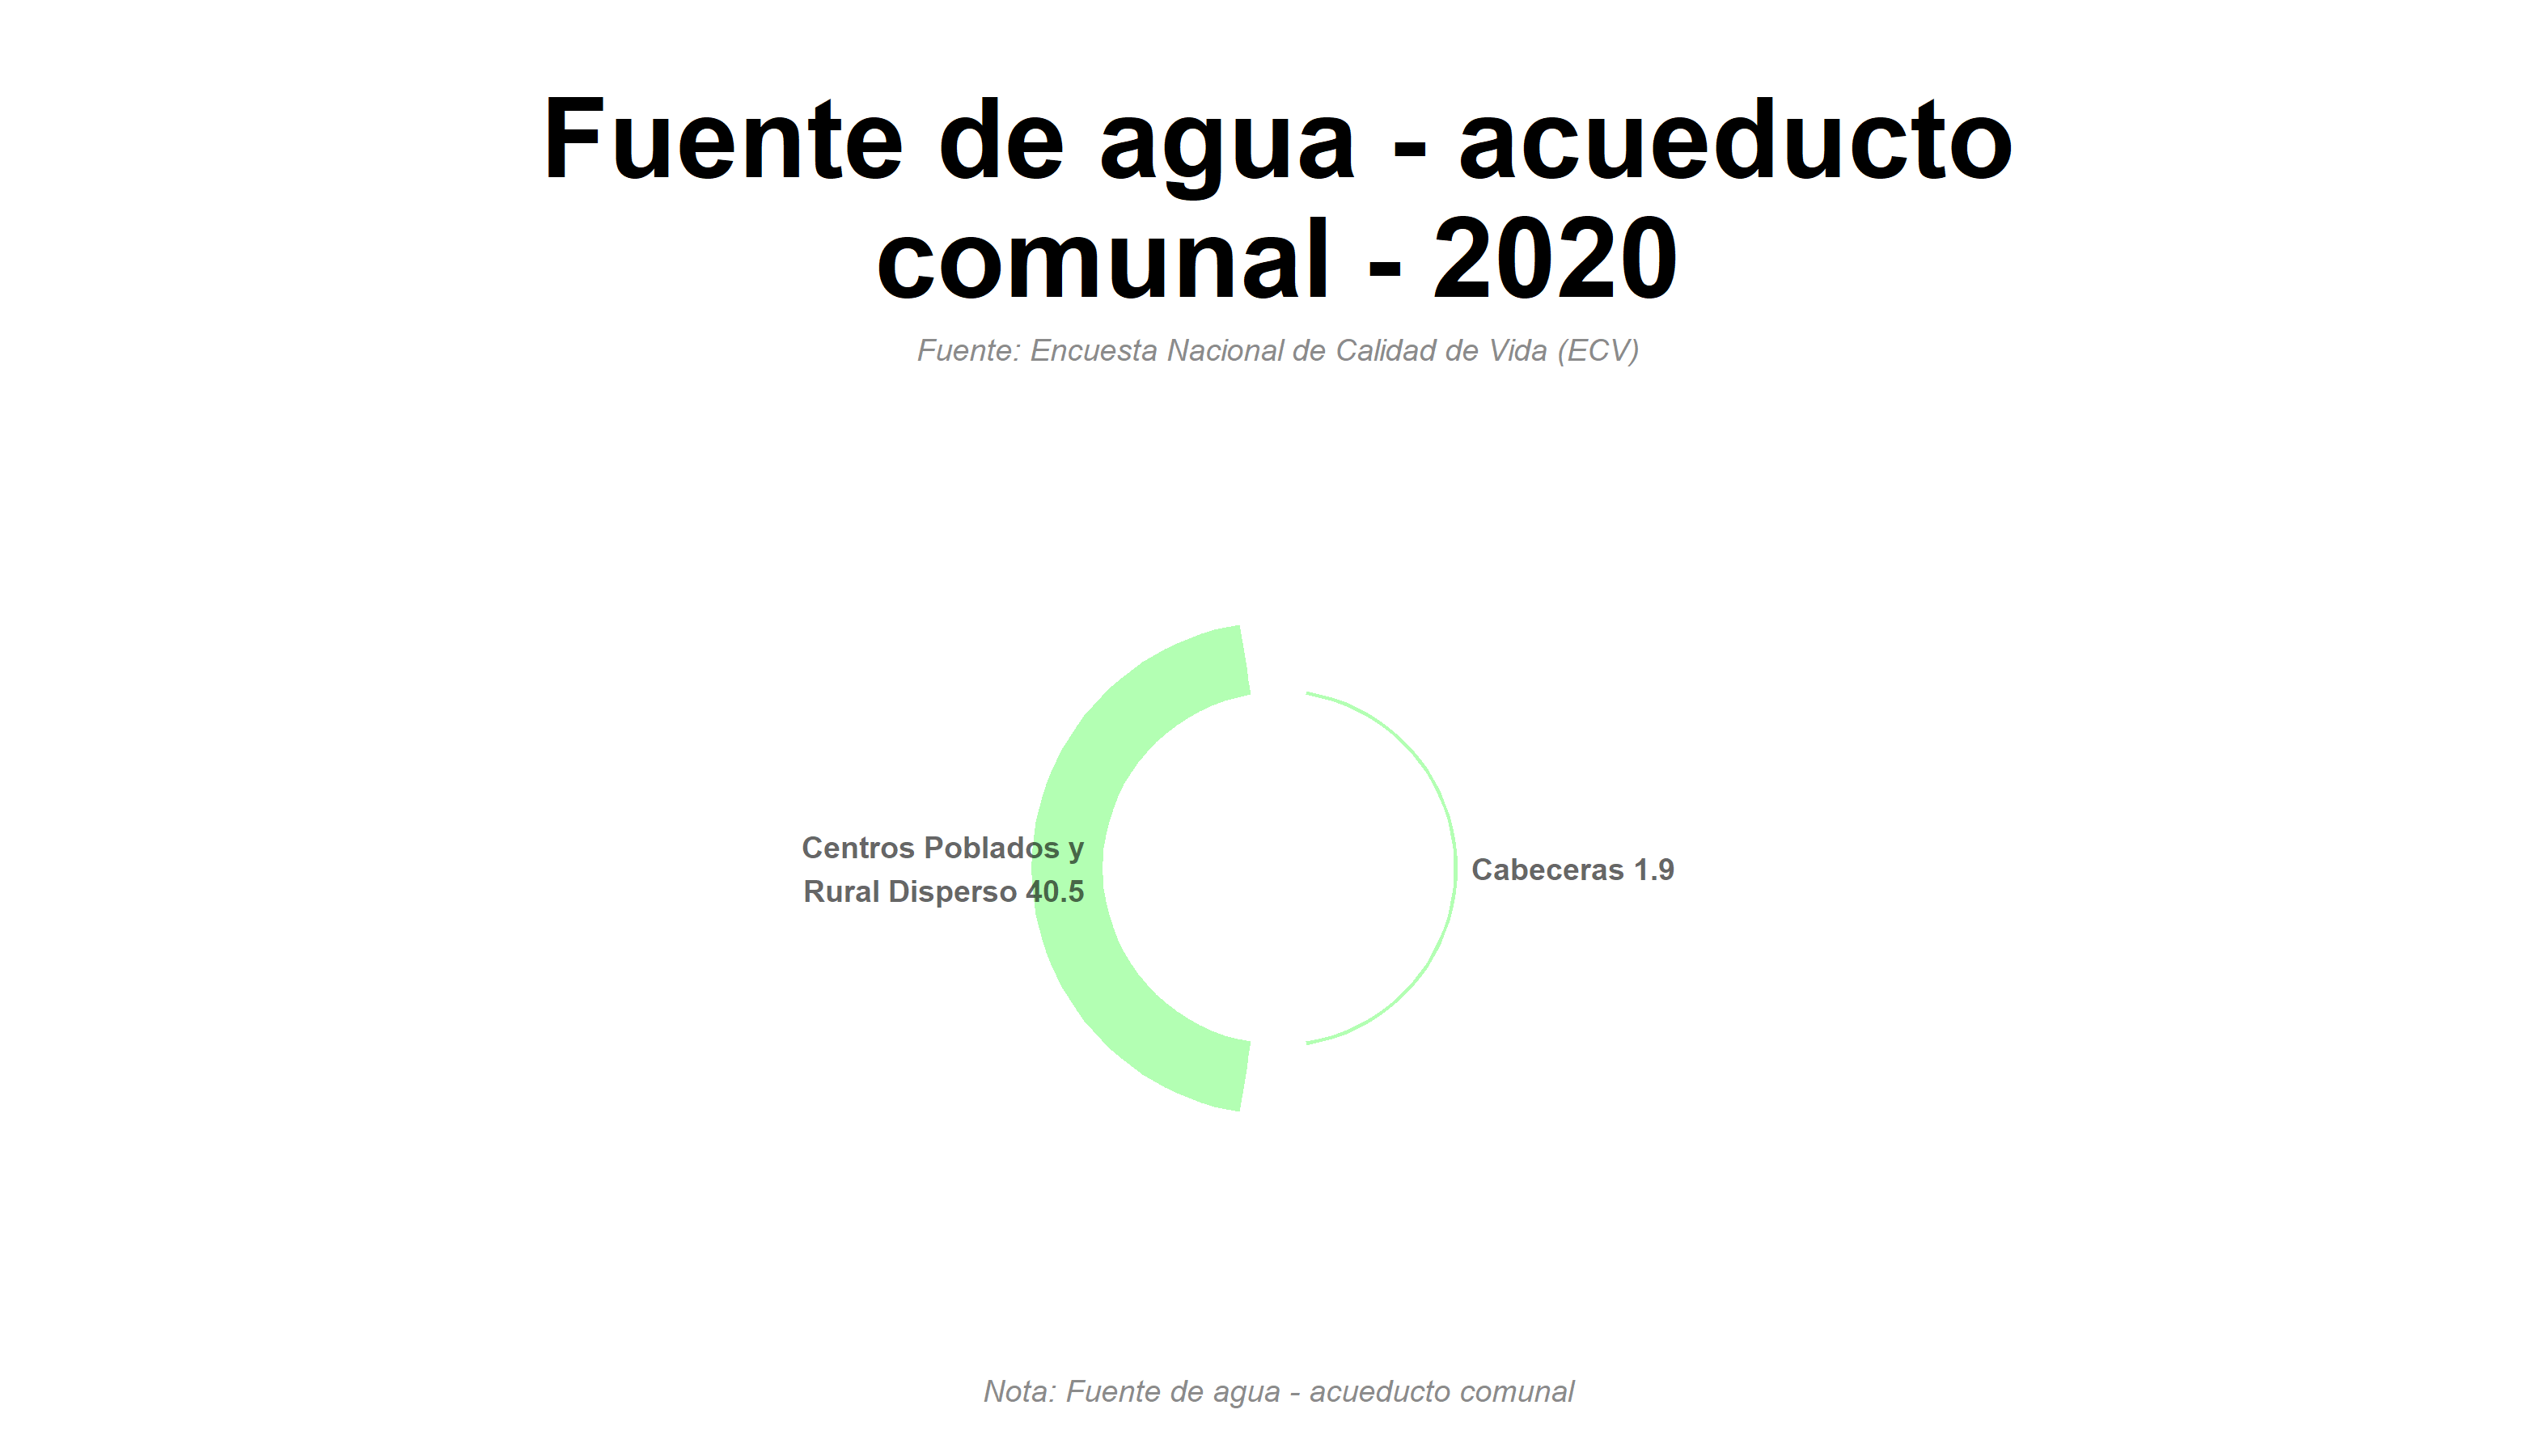 Fuente de agua - acueducto
comunal - 2020
Fuente: Encuesta Nacional de Calidad de Vida (ECV)
Centros Poblados y
Rural Disperso 40.5
Cabeceras 1.9
Nota: Fuente de agua - acueducto comunal